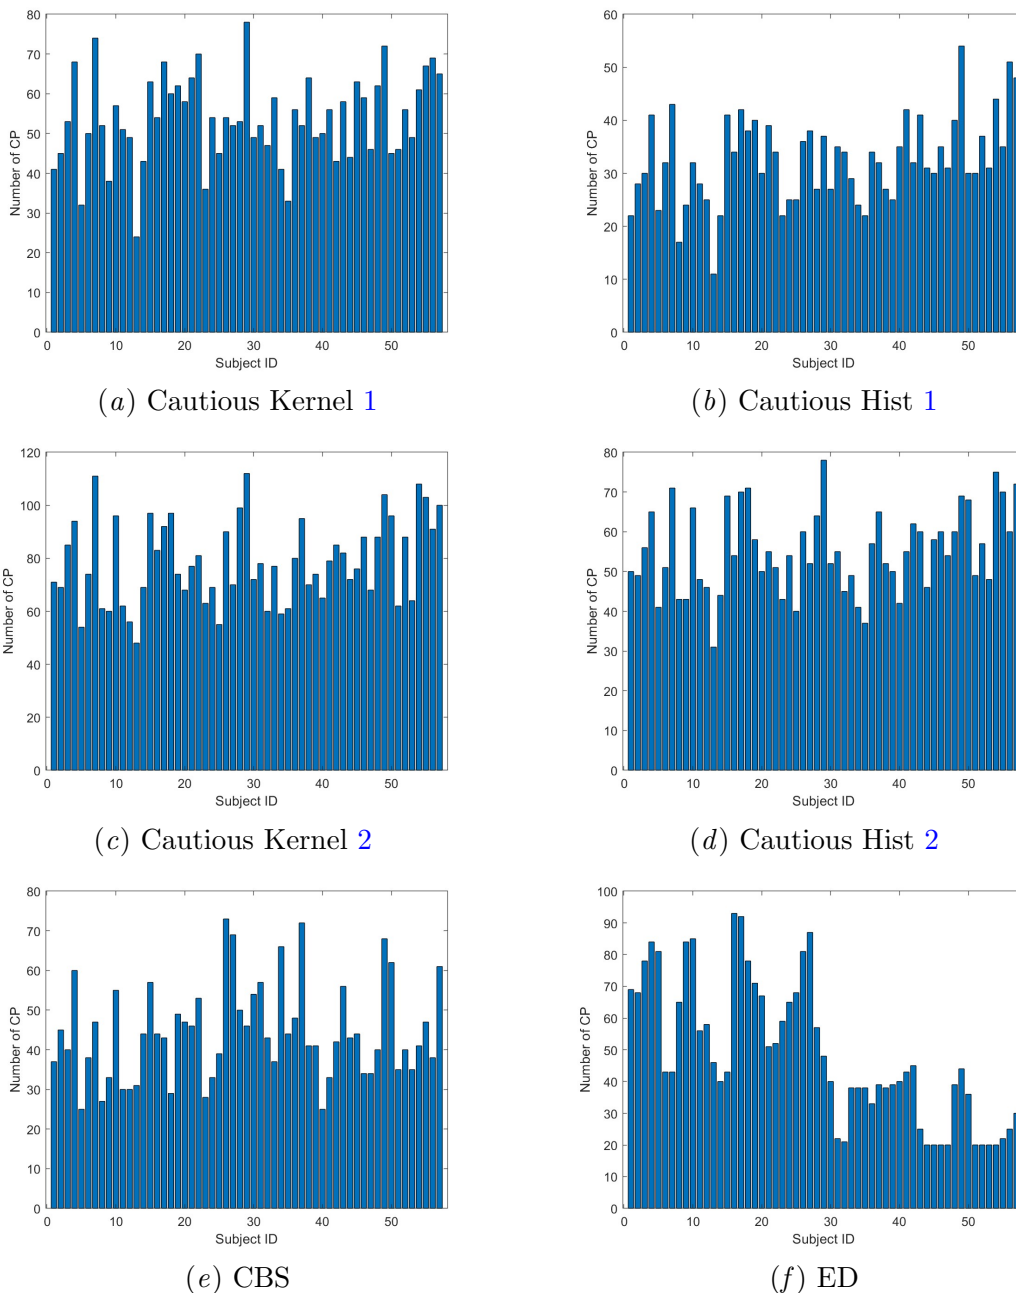 80
70
60
50
40
30
20
10
0
Number of CP
0 10 20 30 40 50
Subject ID
(a) Cautious Kernel 1
60
50
40
30
20
10
0
Number of CP
0 10 20 30 40 50
Subject ID
(b) Cautious Hist 1
120
100
80
60
40
20
0
Number of CP
0 10 20 30 40 50
Subject ID
(c) Cautious Kernel 2
80
70
60
50
40
30
20
10
0
Number of CP
0 10 20 30 40 50
Subject ID
(d) Cautious Hist 2
80
70
60
50
40
30
20
10
0
Number of CP
0 10 20 30 40 50
Subject ID
(e) CBS
100
90
80
70
60
50
40
30
20
10
0
Number of CP
0 10 20 30 40 50
Subject ID
(f) ED